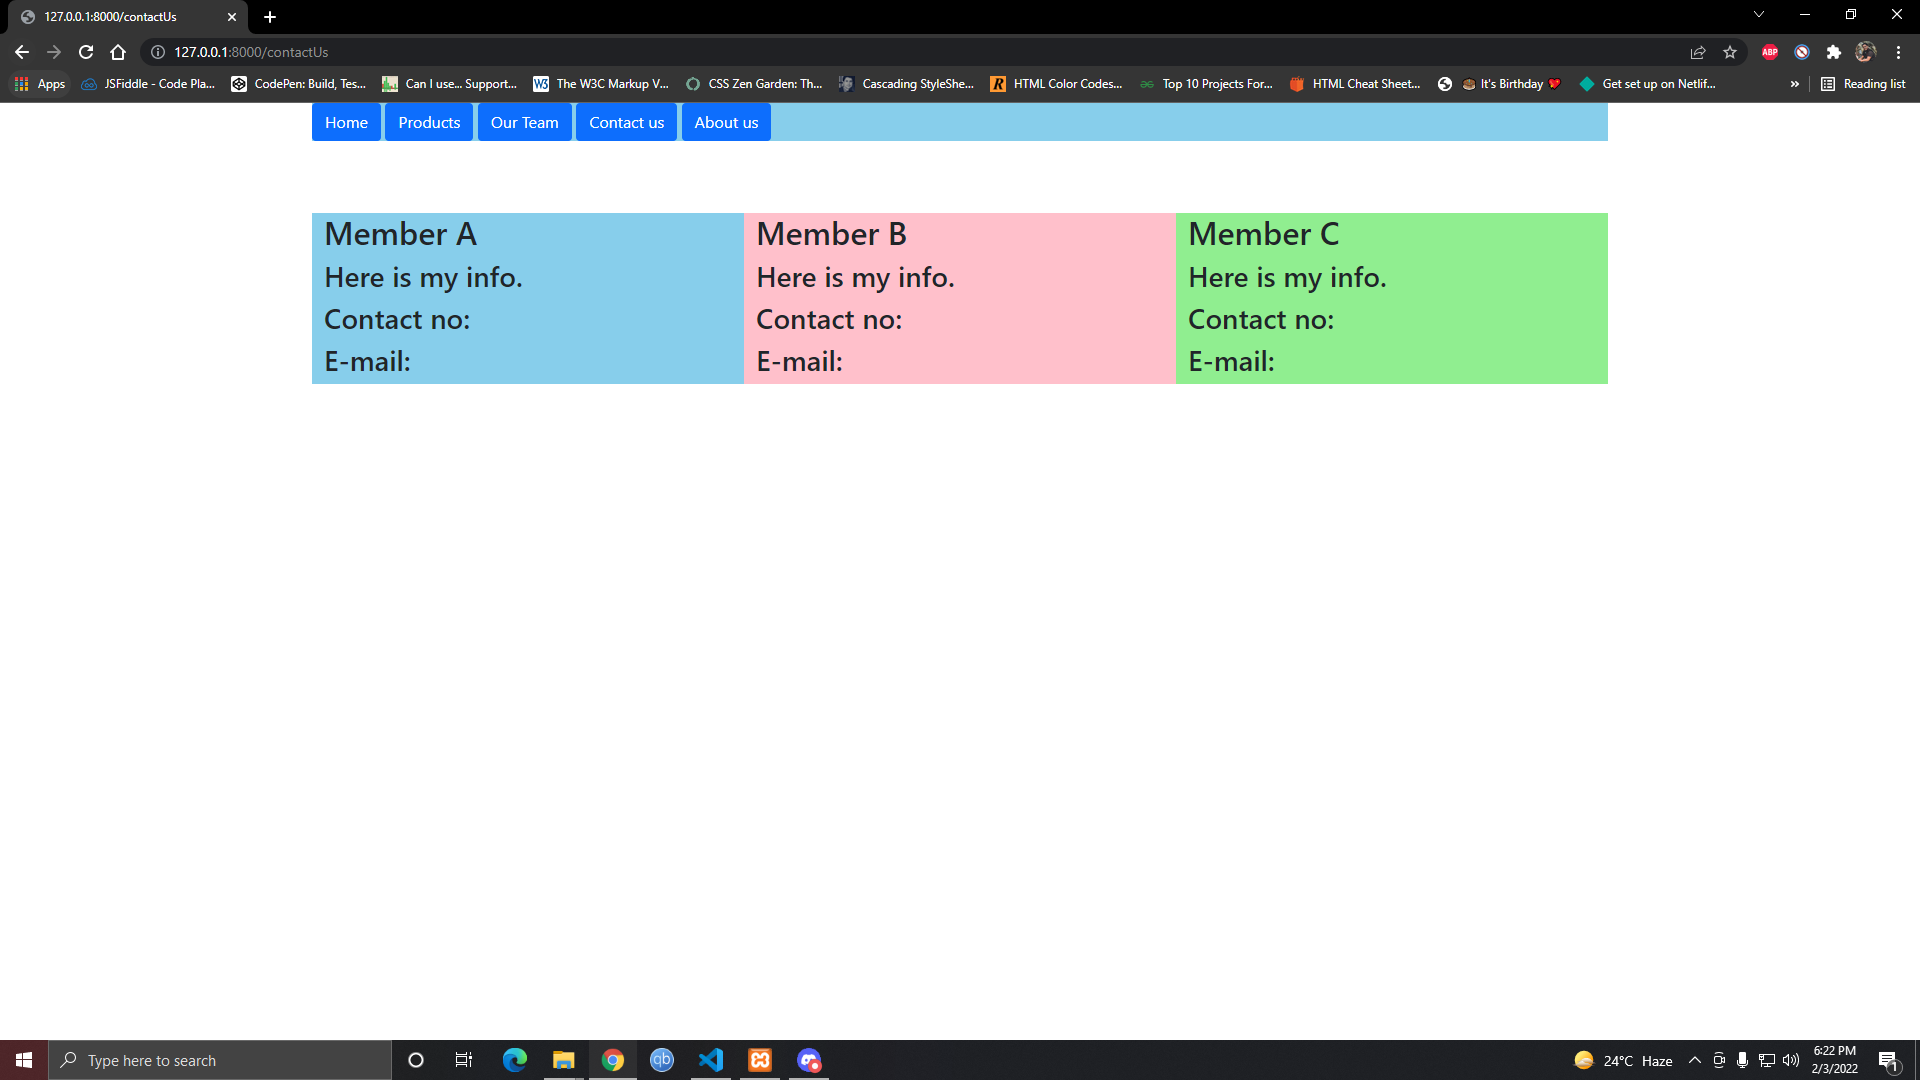 127.0.0.1:8000/contactUs
127.0.0.1:8000/contactUs
ABP
Apps JSFiddle - Code Pla... CodePen: Build, Tes... Can I use... Support... W3 The W3C Markup V... CSS Zen Garden: Th... Cascading StyleShe... R HTML Color Codes... Top 10 Projects For... HTML Cheat Sheet... It's Birthday Get set up on Netlif... » Reading list
Home Products Our Team Contact us About us
Member A Member B Member C
Here is my info. Here is my info. Here is my info.
Contact no: Contact no: Contact no:
E-mail: E-mail: E-mail:
Type here to search qb 24°C Haze 6:22 PM
2/3/2022 1